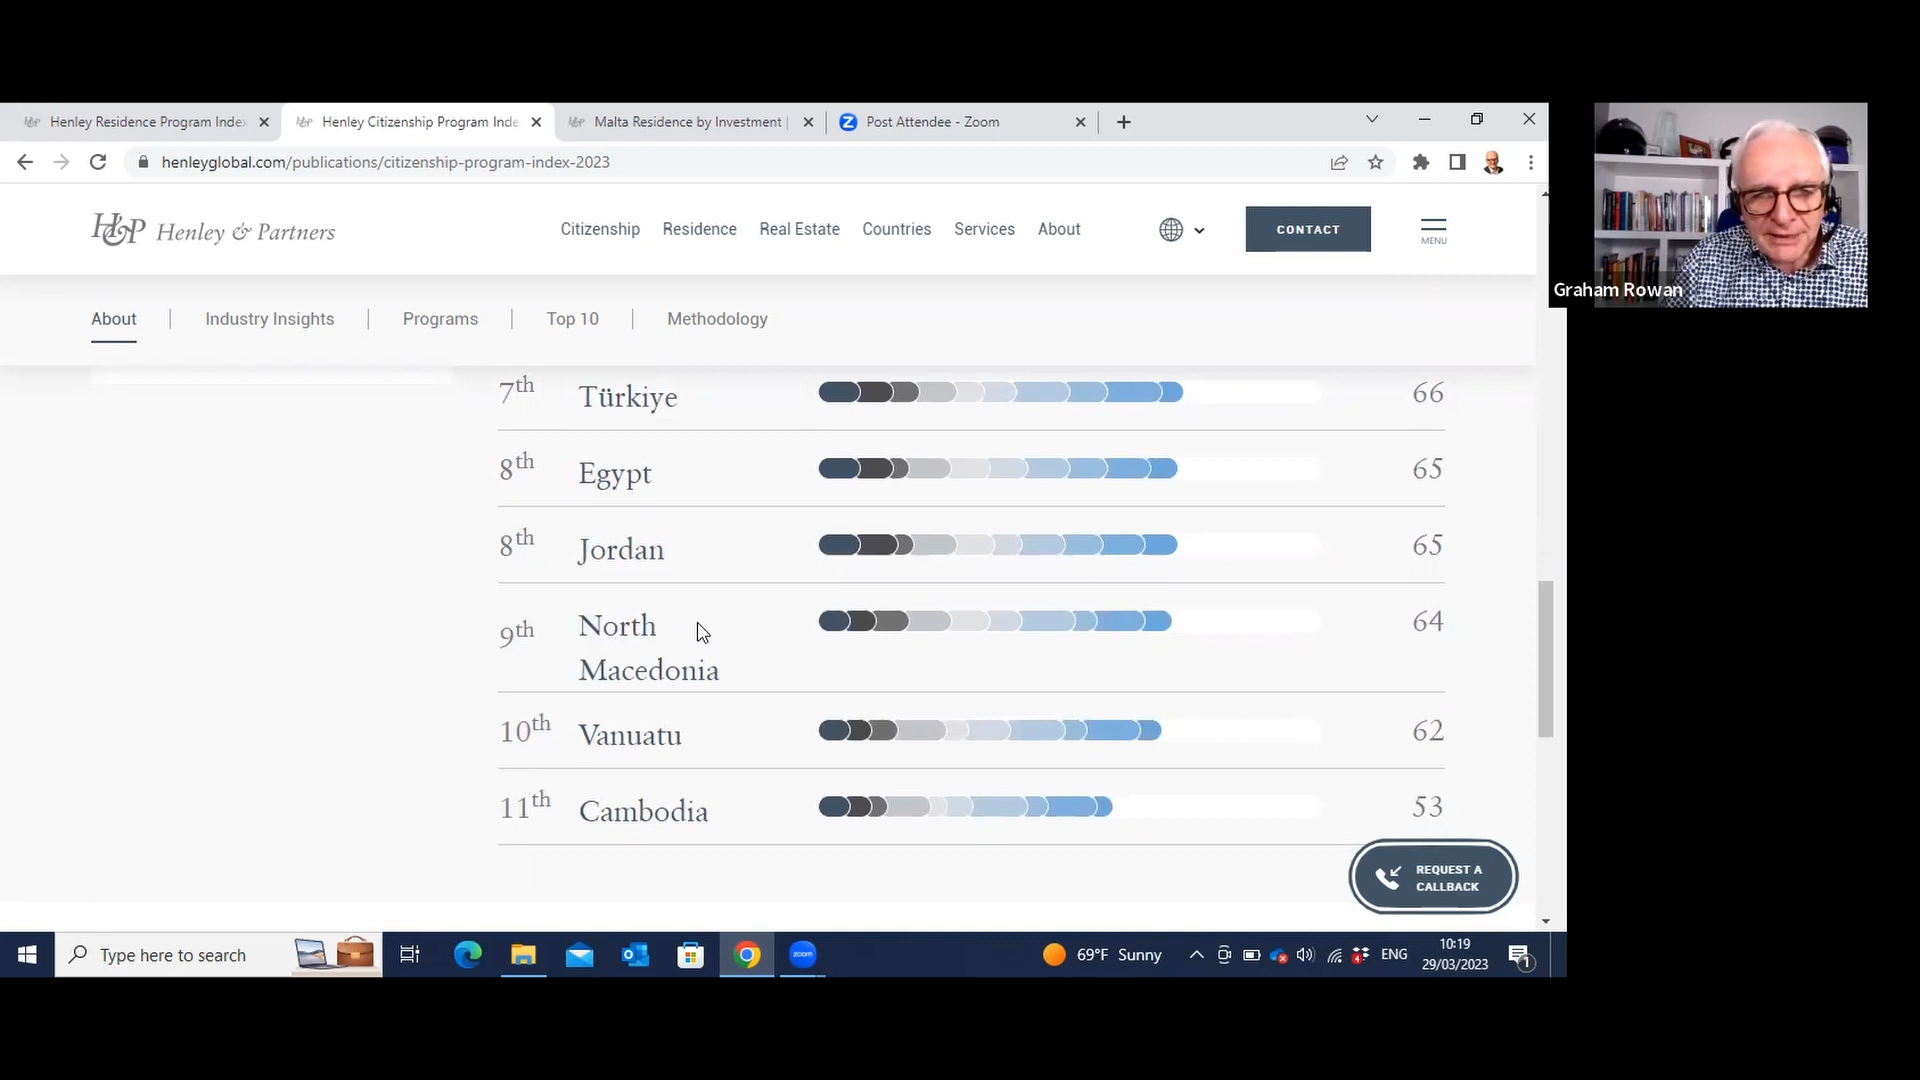 Henley Residence Program Index
Henley Citizenship Program Inde
Malta Residence by Investment |
Post Attendee - Zoom
henleyglobal.com/publications/citizenship-program-index-2023
H&P Henley & Partners
Citizenship
Residence
Real Estate
Countries
Services
About
CONTACT
MENU
Graham Rowan
About | Industry Insights | Programs | Top 10 | Methodology
7th Türkiye 66
8th Egypt 65
8th Jordan 65
9th North Macedonia 64
10th Vanuatu 62
11th Cambodia 53
REQUEST A
CALLBACK
Type here to search
zoom
69°F Sunny
4
ENG
10:19
29/03/2023
1